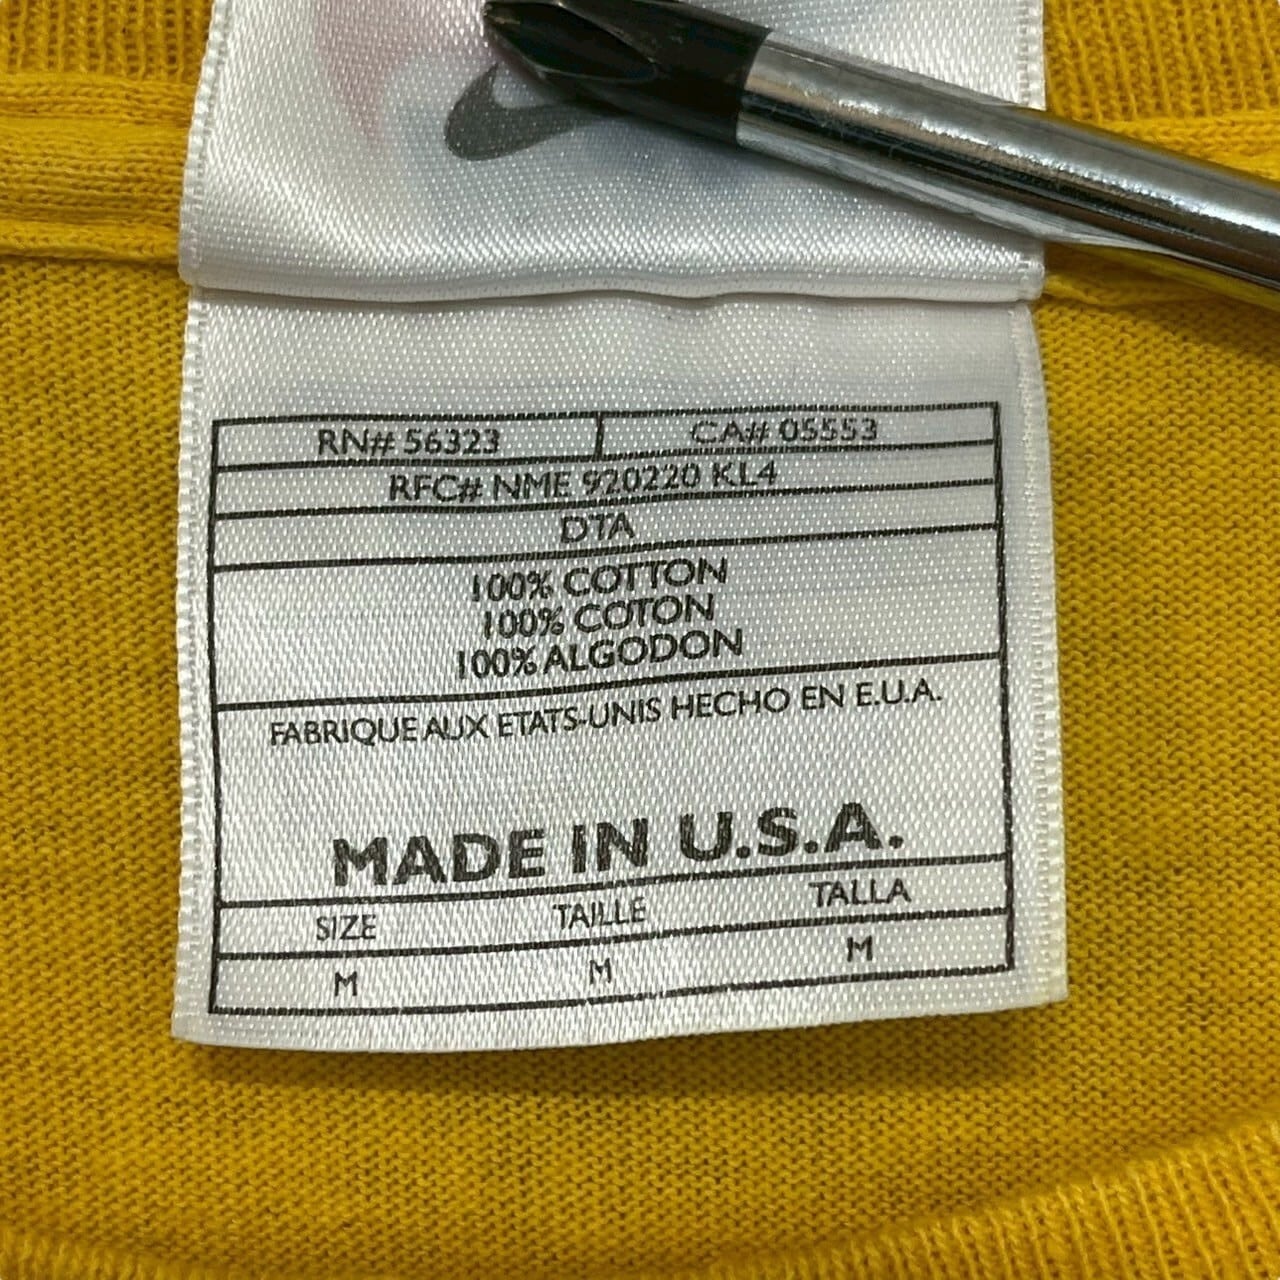 RN# 56323 CA# 05553
RFC# NME 920220 KL4
DTA
100% COTTON
100% COTON
100% ALGODON
FABRIQUE AUX ETATS-UNIS HECHO EN E.U.A.
MADE IN U.S.A.
SIZE TAILLE TALLA
M M M